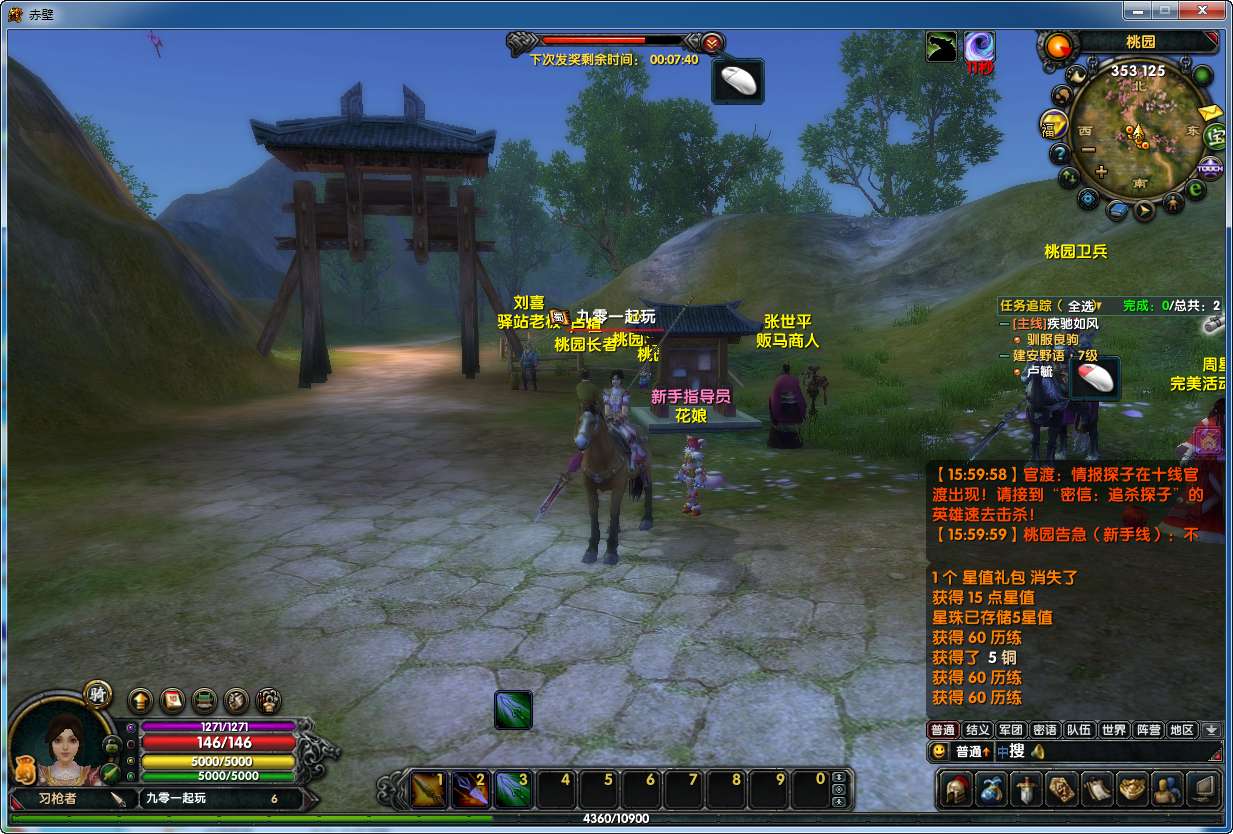 赤壁
下次发奖剩余时间： 00:07:40
11秒
桃园
353 125
北
西
东
南
福
宝
TOUCH
桃园卫兵
任务追踪（ 全选
完成：0/总共：2
[主线]疾驰如风
驯服良驹
建安野语·7级
卢毓
周
完美活动
刘喜
驿站老板
九零一起玩
桃园长者
桃园
张世平
贩马商人
新手指导员
花娘
【15:59:58】官渡：情报探子在十线官
渡出现！请接到“密信：追杀探子”的
英雄速去击杀！
【15:59:59】桃园告急（新手线）：不
1 个 星值礼包 消失了
获得 15 点星值
星珠已存储5星值
获得 60 历练
获得了 5 铜
获得 60 历练
获得 60 历练
普通 结义 军团 密语 队伍 世界 阵营 地区
普通 中搜
骑
1271/1271
146/146
5000/5000
5000/5000
习枪者
九零一起玩 6
1 2 3 4 5 6 7 8 9 0
4360/10900